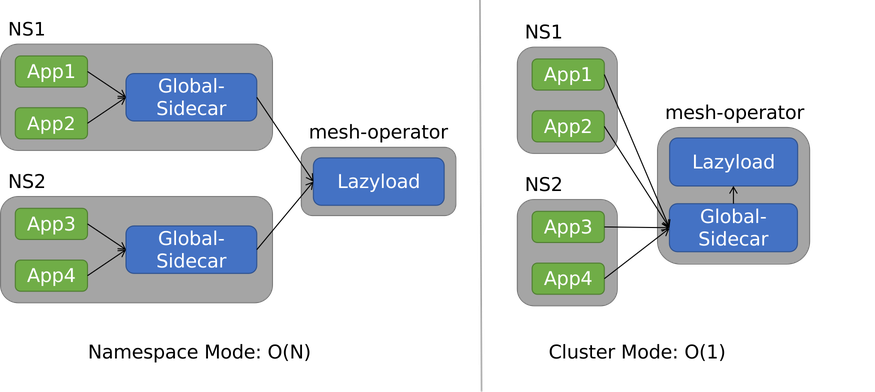 NS1
App1
App2
Global-
Sidecar
mesh-operator
Lazyload
NS2
App3
App4
Global-
Sidecar
Namespace Mode: O(N)
NS1
App1
App2
mesh-operator
Lazyload
Global-
Sidecar
NS2
App3
App4
Cluster Mode: O(1)